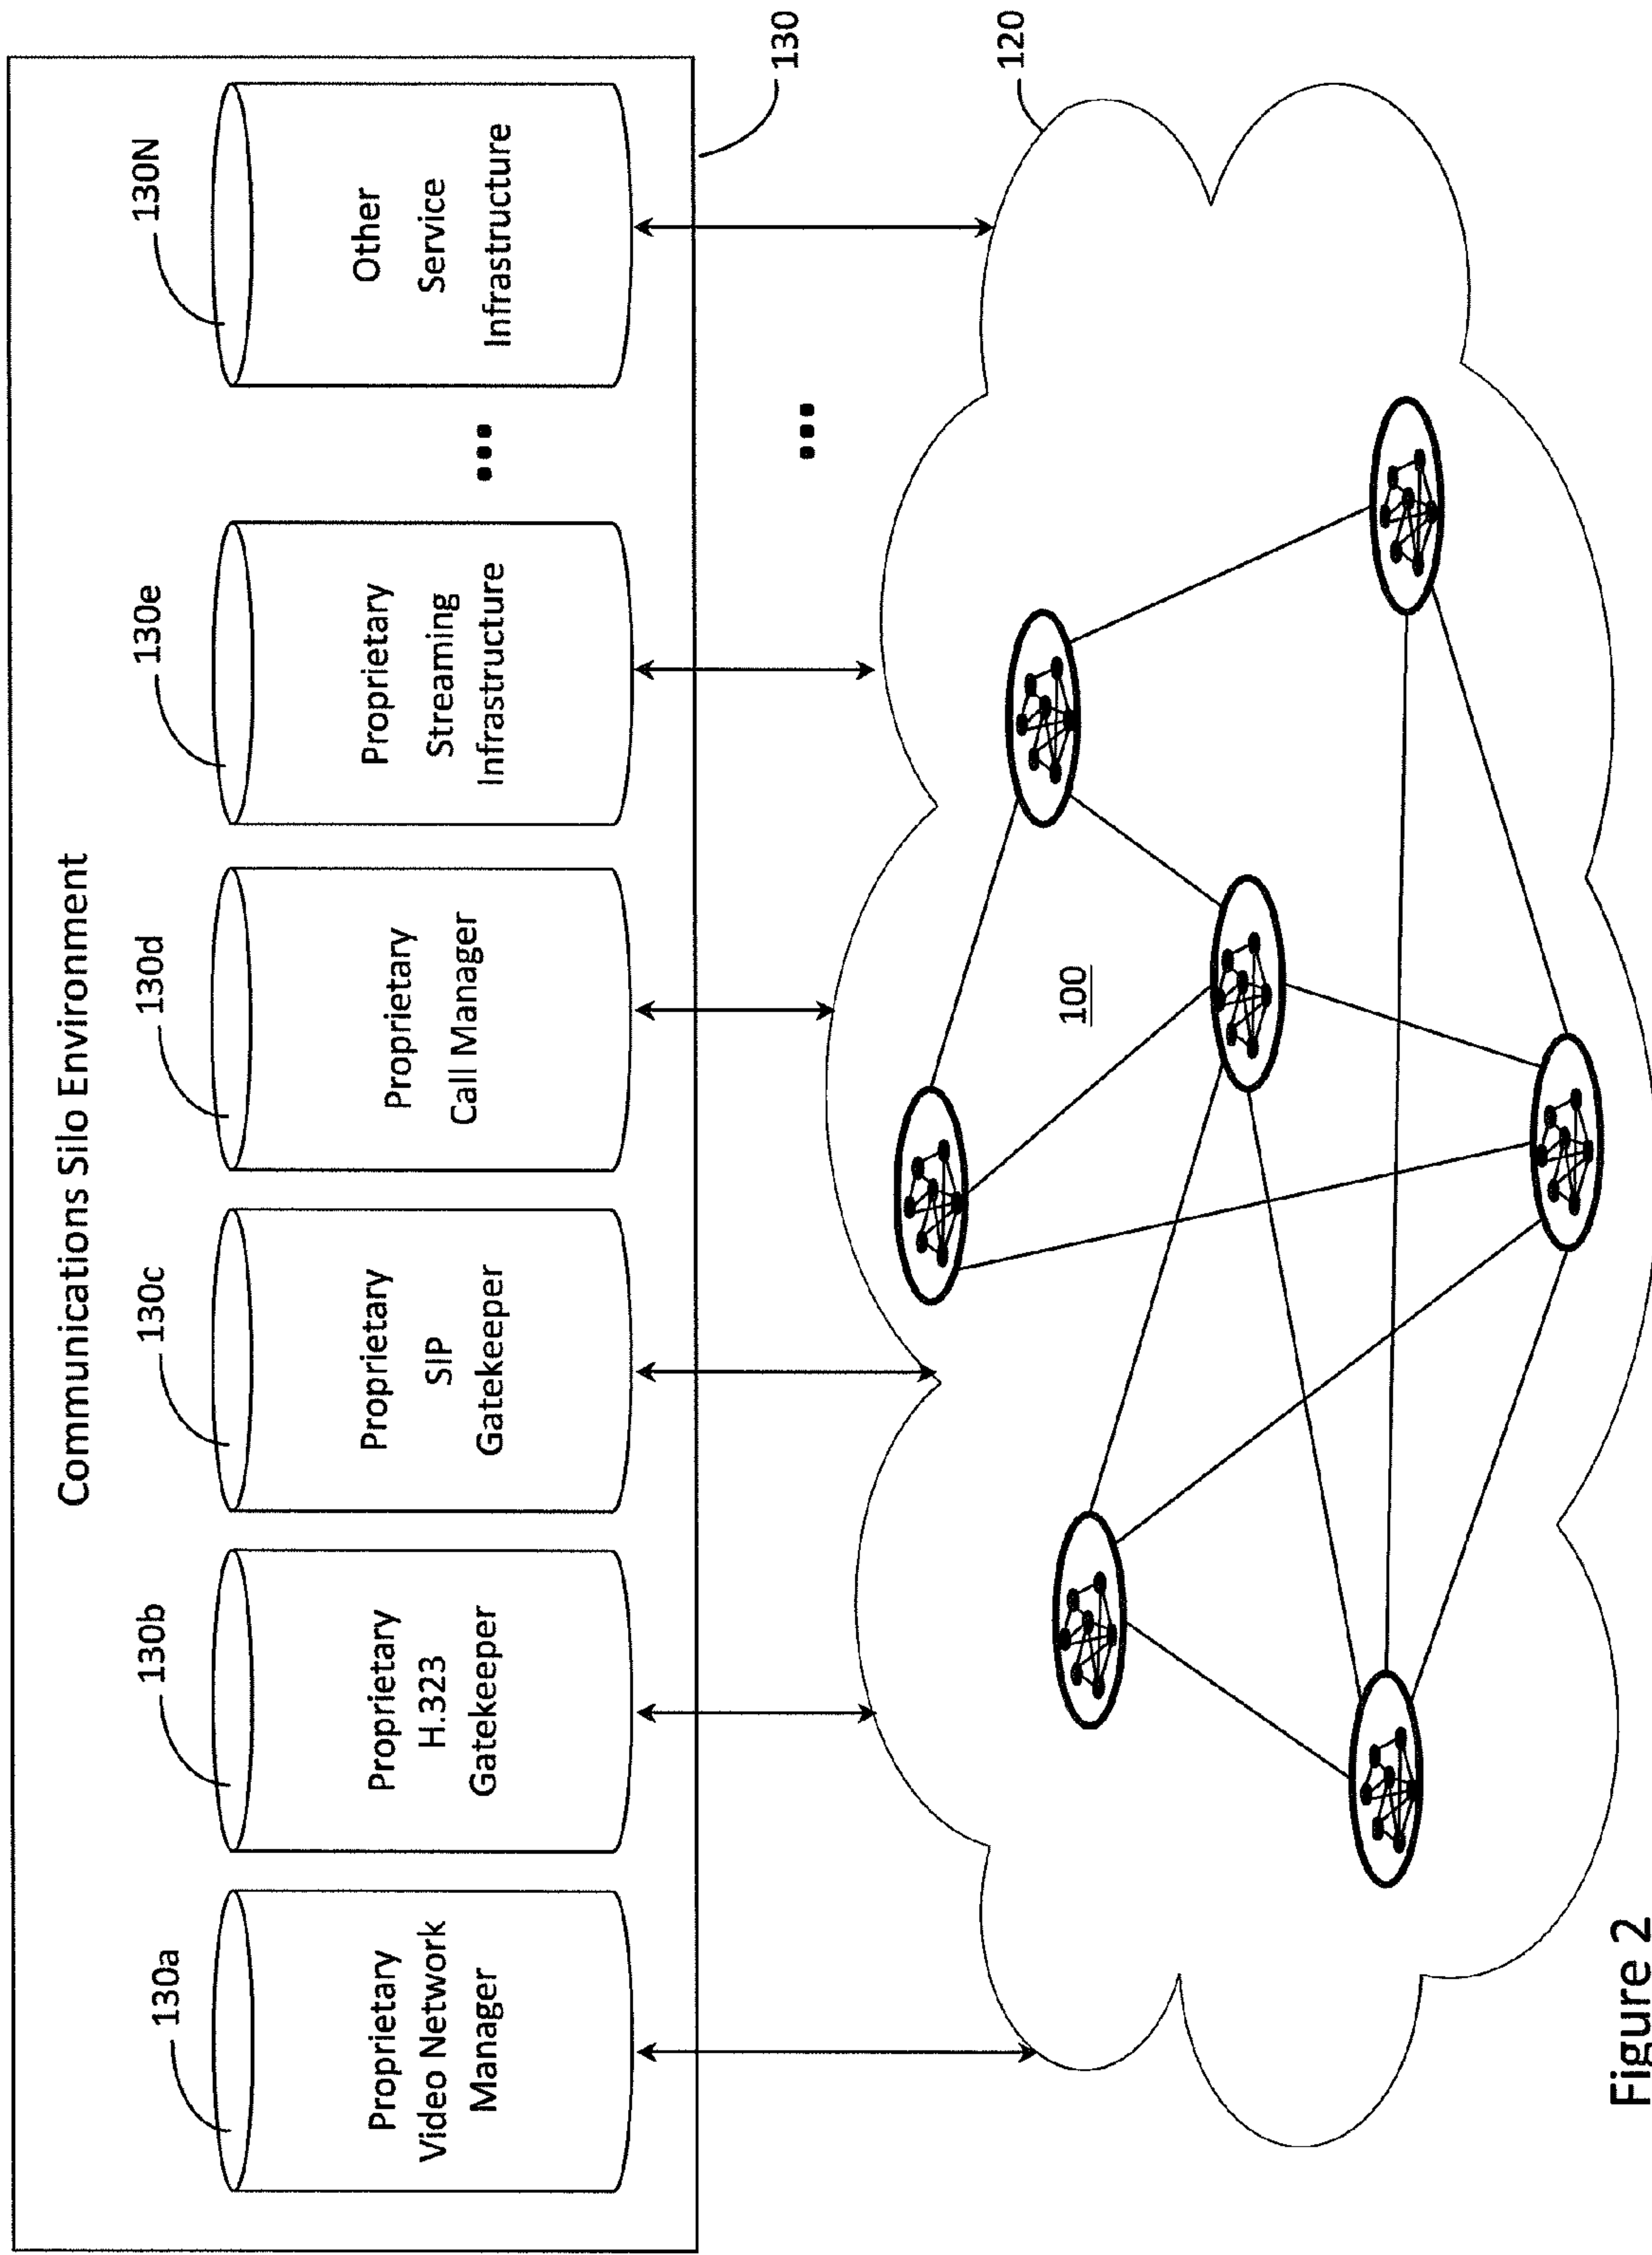 Communications Silo Environment
130a
130b
130c
130d
130e
130N
Proprietary
Video Network
Manager
Proprietary
H.323
Gatekeeper
Proprietary
SIP
Gatekeeper
Proprietary
Call Manager
Proprietary
Streaming
Infrastructure
...
Other
Service
Infrastructure
130
...
120
100
Figure 2